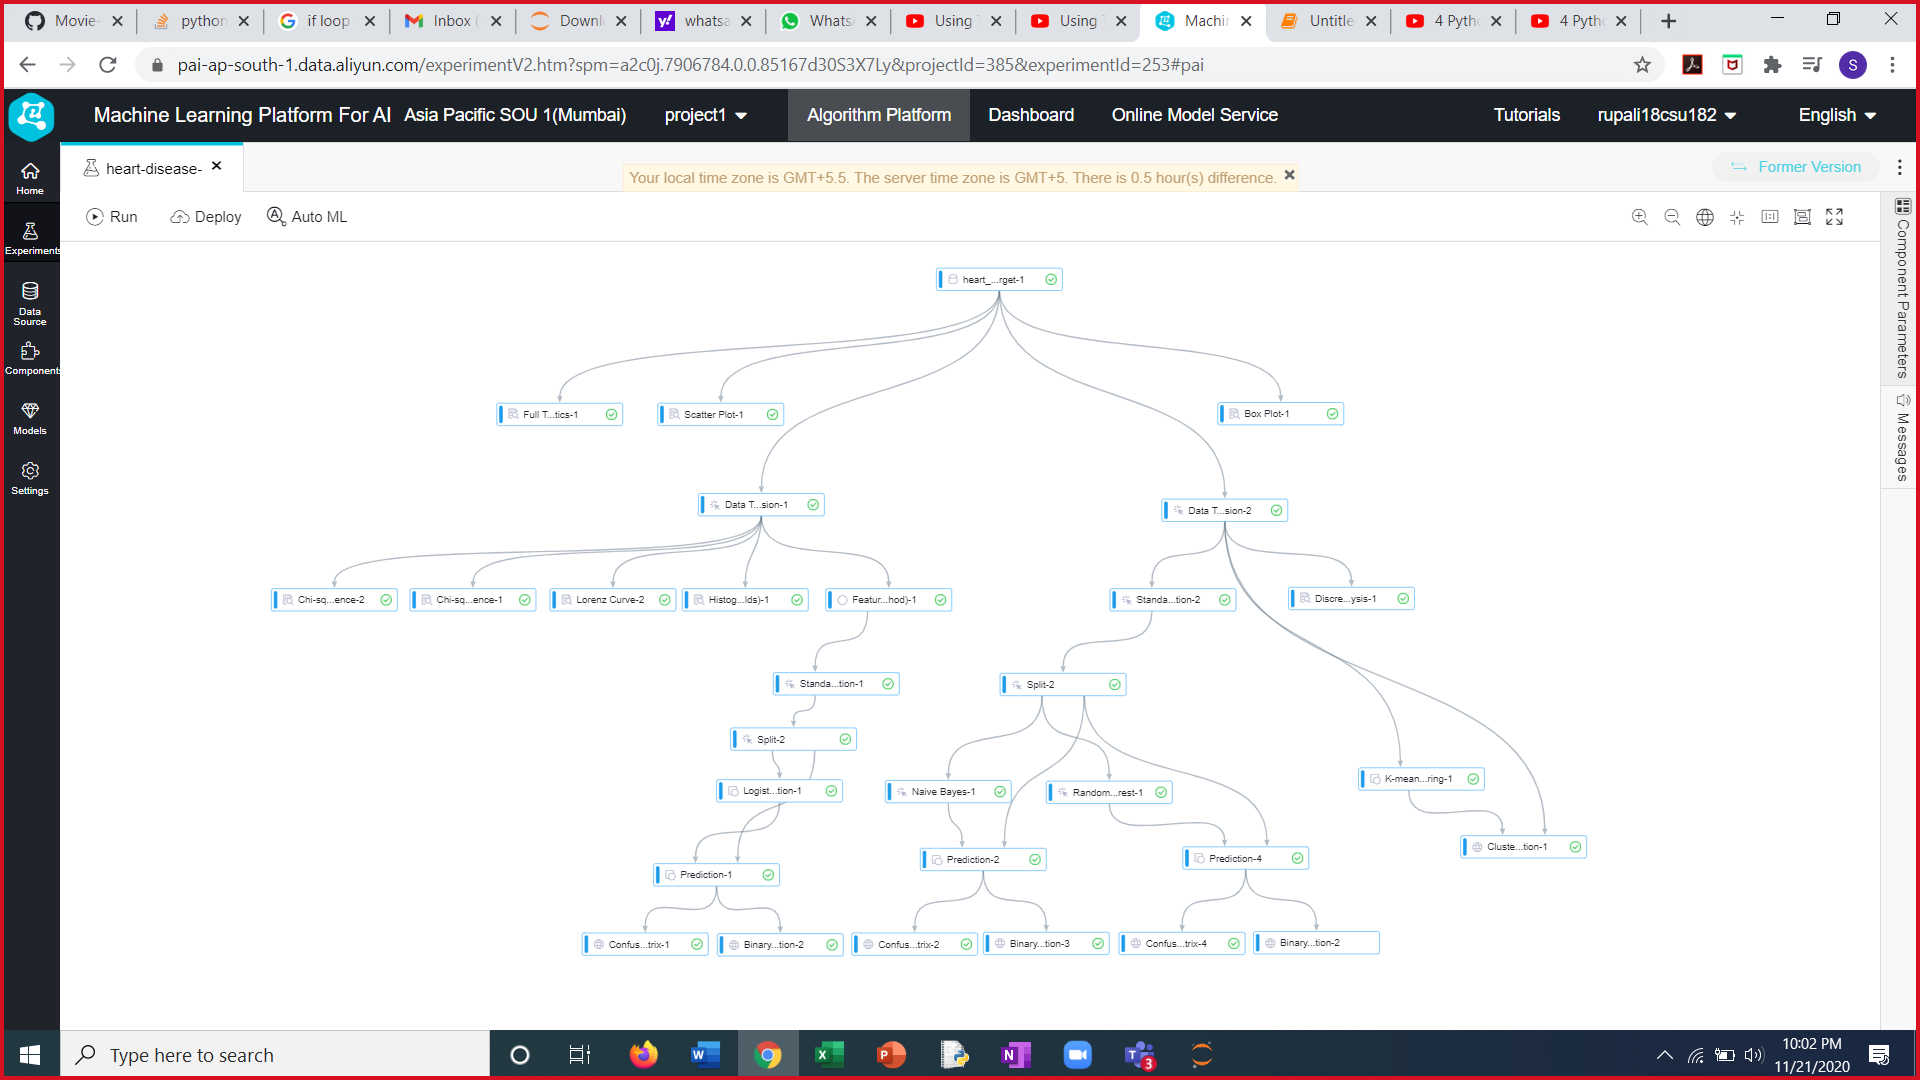 Movie-
python
if loop
Inbox (
Downl
whatsa
WhatsA
Using
Using
Machin
Untitle
4 Pyth
4 Pyth
pai-ap-south-1.data.aliyun.com/experimentV2.htm?spm=a2c0j.7906784.0.0.85167d30S3X7Ly&projectId=385&experimentId=253#pai
S
Machine Learning Platform For AI Asia Pacific SOU 1(Mumbai) project1 Algorithm Platform Dashboard Online Model Service Tutorials rupali18csu182 English
heart-disease-
Your local time zone is GMT+5.5. The server time zone is GMT+5. There is 0.5 hour(s) difference.
Former Version
Home
Experiments
Data
Source
Component
Models
Settings
Run Deploy Auto ML
Component Parameters
Messages
heart_...rget-1
Full T...tics-1
Scatter Plot-1
Box Plot-1
Data T...sion-1
Data T...sion-2
Chi-sq...ence-2
Chi-sq...ence-1
Lorenz Curve-2
Histog...lds)-1
Featur...hod)-1
Standa...tion-2
Discre...ysis-1
Standa...tion-1
Split-2
Split-2
Logist...tion-1
Naive Bayes-1
Random...rest-1
K-mean...ring-1
Cluste...tion-1
Prediction-1
Prediction-2
Prediction-4
Confus...trix-1
Binary...tion-2
Confus...trix-2
Binary...tion-3
Confus...trix-4
Binary...tion-2
Type here to search
3
10:02 PM
11/21/2020